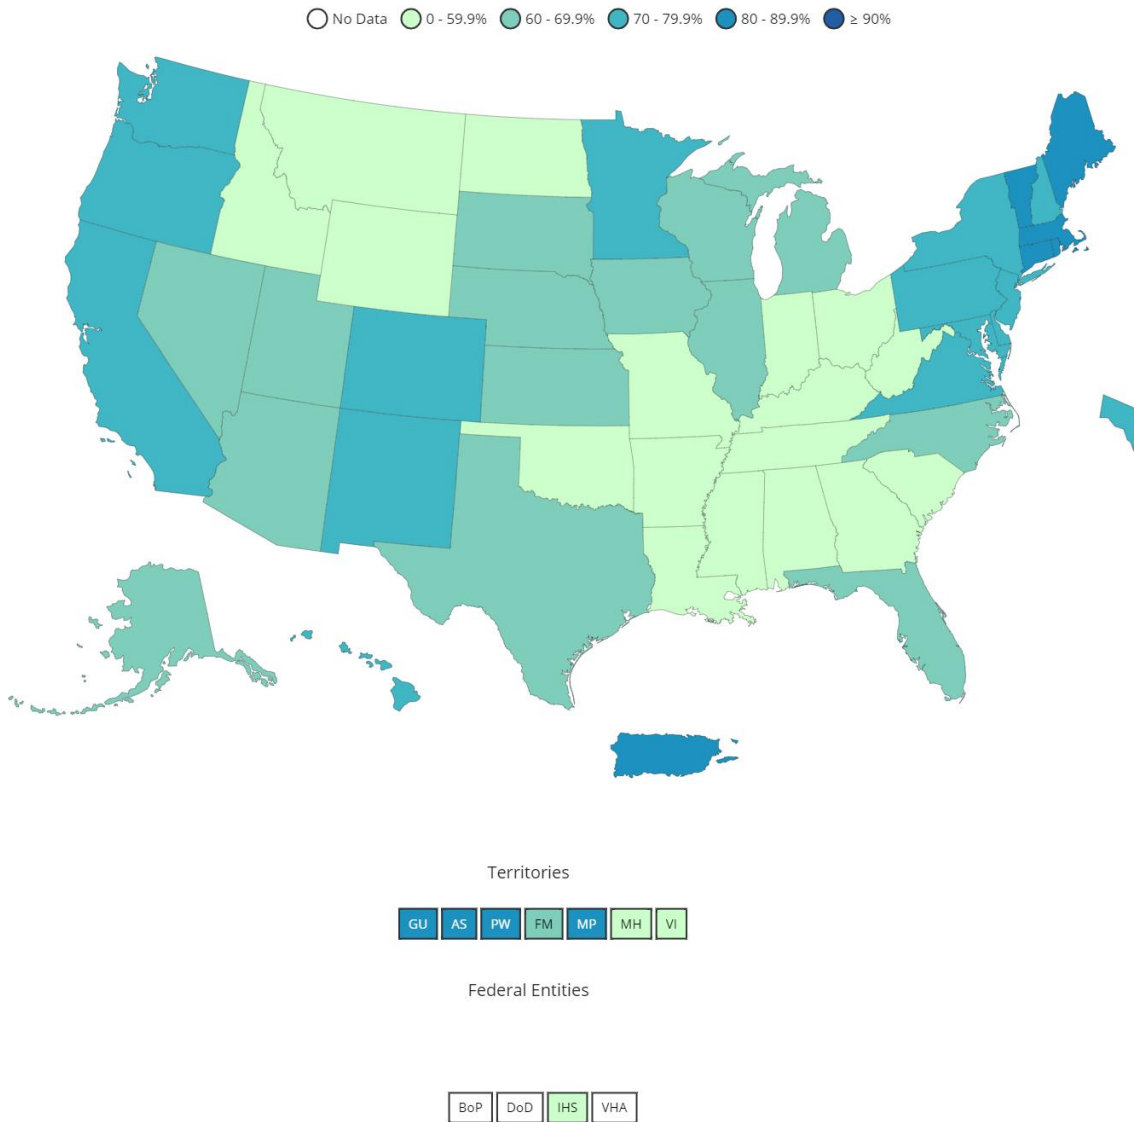 No Data 0 - 59.9% 60 - 69.9% 70 - 79.9% 80 - 89.9% ≥ 90%
Territories
GU AS PW FM MP MH VI
Federal Entities
BoP DoD IHS VHA